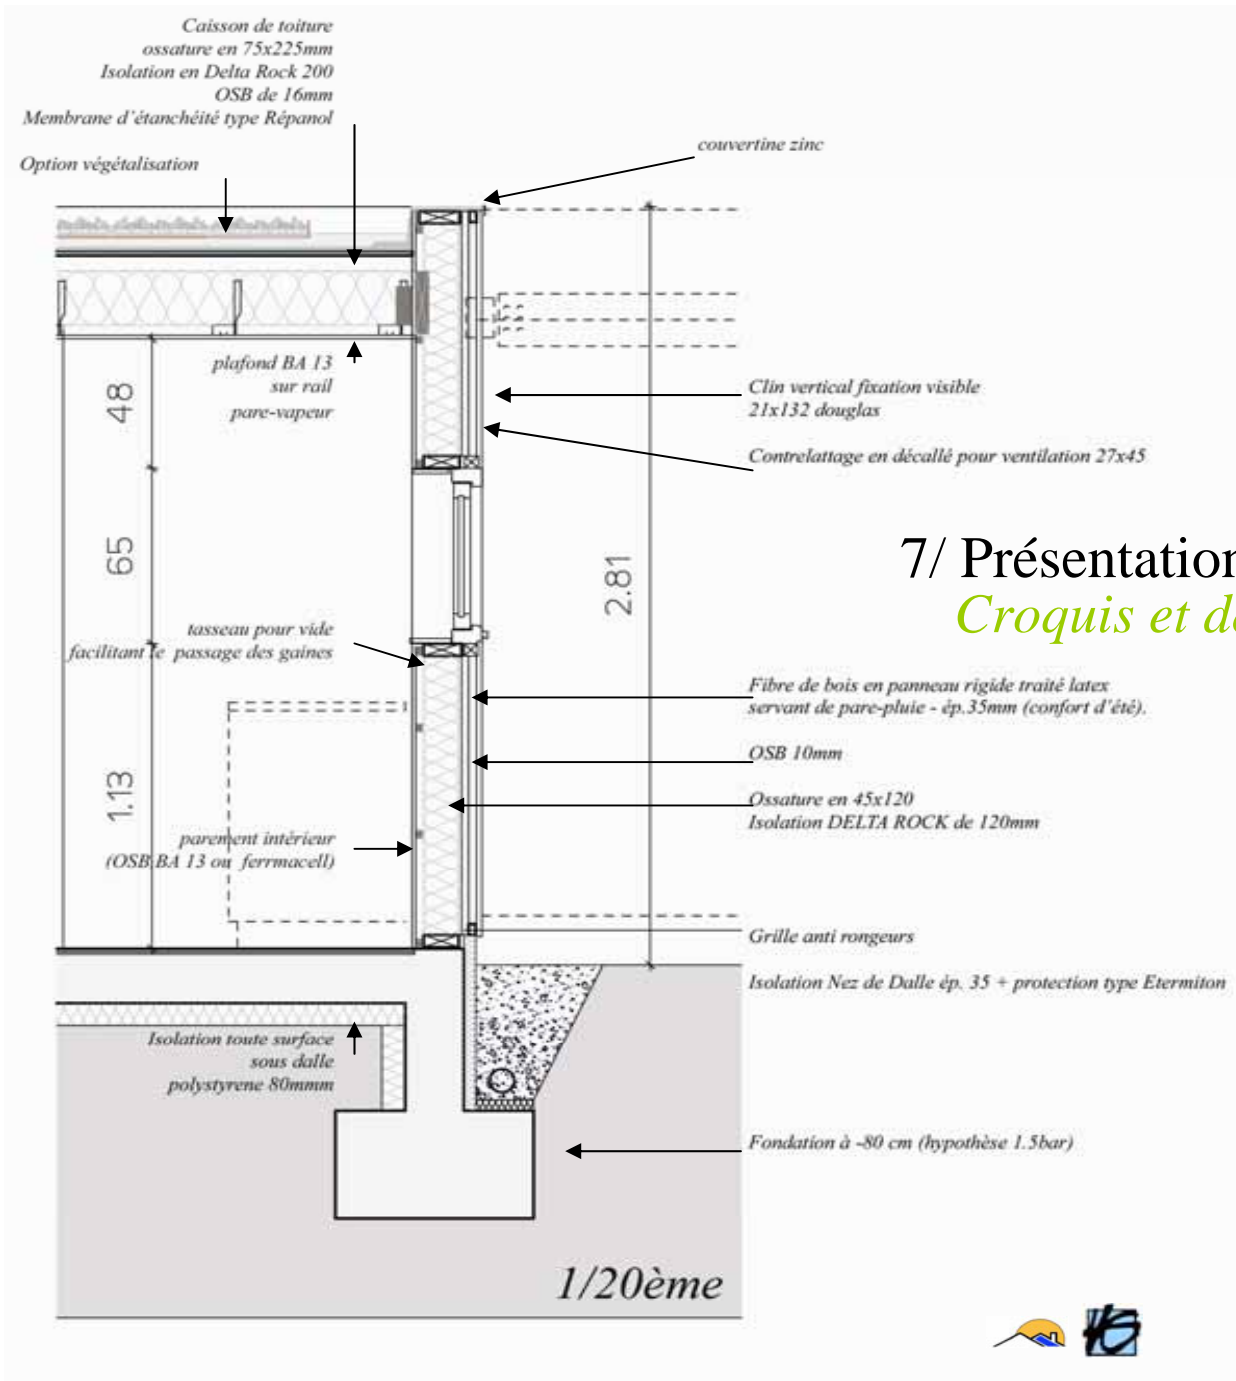 Caisson de toiture
ossature en 75x225mm
Isolation en Delta Rock 200
OSB de 16mm
Membrane d'étanchéité type Répanol
Option végétalisation
couvertine zinc
plafond BA 13
sur rail
pare-vapeur
48
Clin vertical fixation visible
21x132 douglas
Contrelattage en décallé pour ventilation 27x45
65
2.81
7/ Présentation
Croquis et
tasseau pour vide
facilitant le passage des gaines
Fibre de bois en panneau rigide traité latex
servant de pare-pluie - ép.35mm (confort d'été).
OSB 10mm
1.13
Ossature en 45x120
Isolation DELTA ROCK de 120mm
parement intérieur
(OSB BA 13 ou ferrmacell)
Grille anti rongeurs
Isolation Nez de Dalle ép. 35 + protection type Etermiton
Isolation toute surface
sous dalle
polystyrene 80mmm
Fondation à -80 cm (hypothèse 1.5bar)
1/20ème